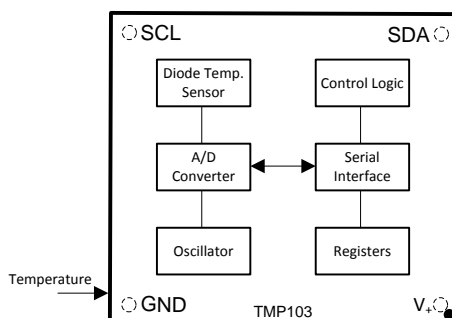 SCL
SDA
Diode Temp.
Sensor
Control Logic
A/D
Converter
Serial
Interface
Oscillator
Registers
Temperature
GND
TMP103
V+